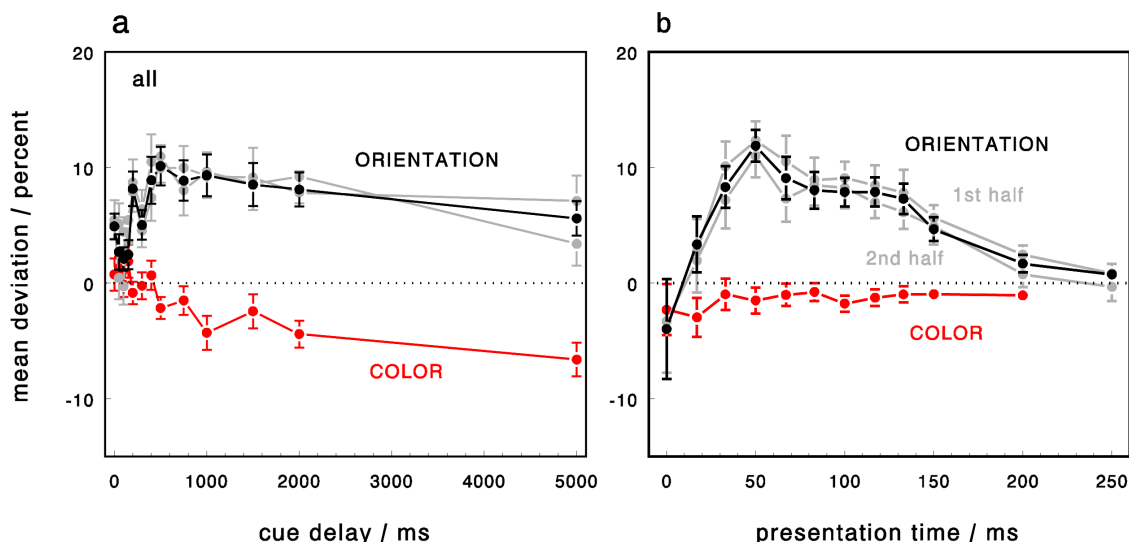 a
b
mean deviation / percent
20
10
0
-10
all
ORIENTATION
COLOR
0
1000
2000
3000
4000
5000
cue delay / ms
20
10
0
-10
ORIENTATION
1st half
2nd half
COLOR
0
50
100
150
200
250
presentation time / ms